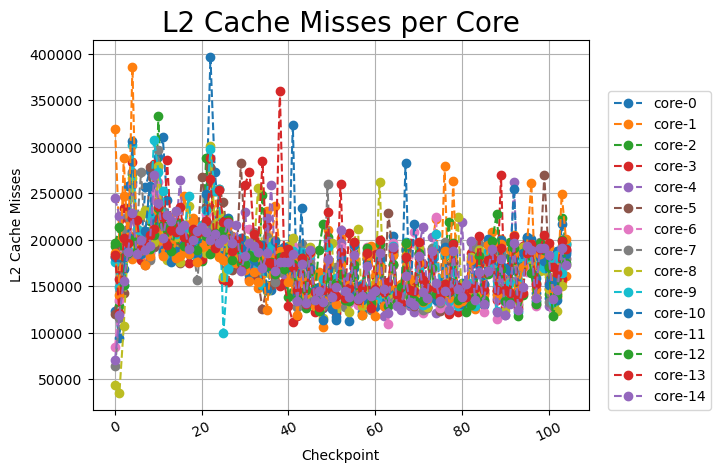 L2 Cache Misses per Core
L2 Cache Misses
400000
350000
300000
250000
200000
150000
100000
50000
0
20
40
60
80
100
Checkpoint
core-0
core-1
core-2
core-3
core-4
core-5
core-6
core-7
core-8
core-9
core-10
core-11
core-12
core-13
core-14